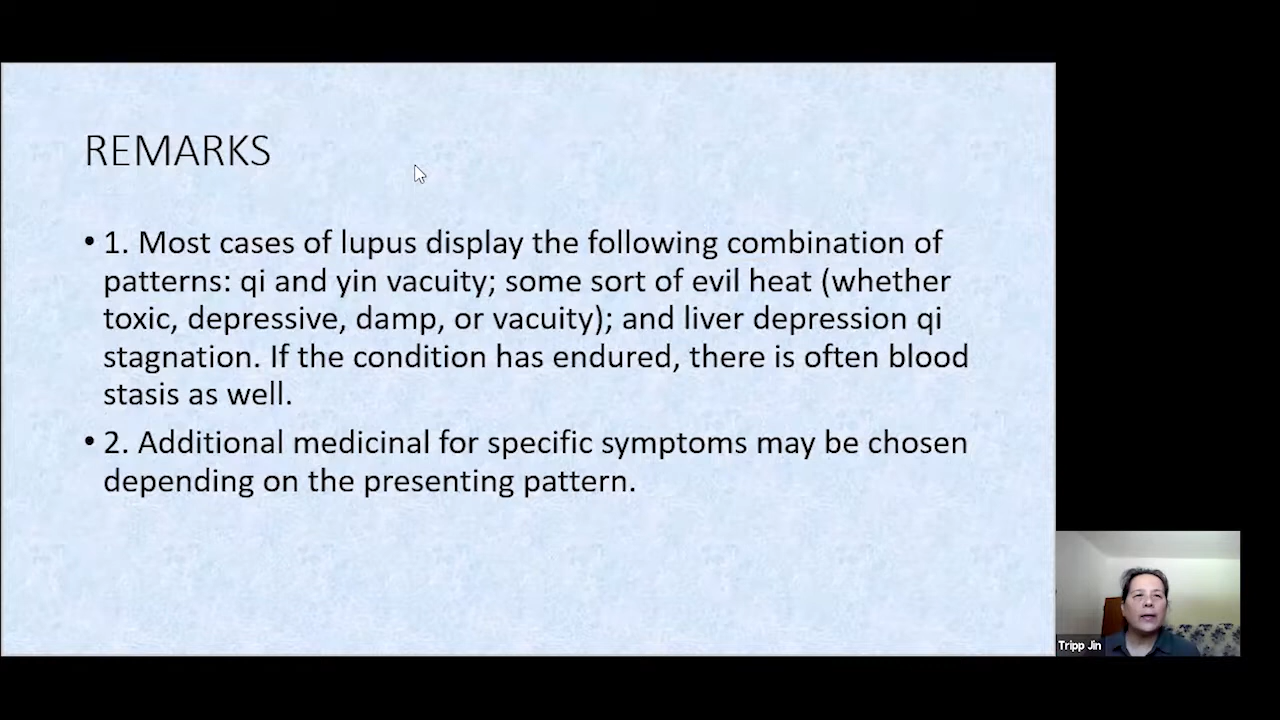 REMARKS
• 1. Most cases of lupus display the following combination of
patterns: qi and yin vacuity; some sort of evil heat (whether
toxic, depressive, damp, or vacuity); and liver depression qi
stagnation. If the condition has endured, there is often blood
stasis as well.
• 2. Additional medicinal for specific symptoms may be chosen
depending on the presenting pattern.
Tripp Jin